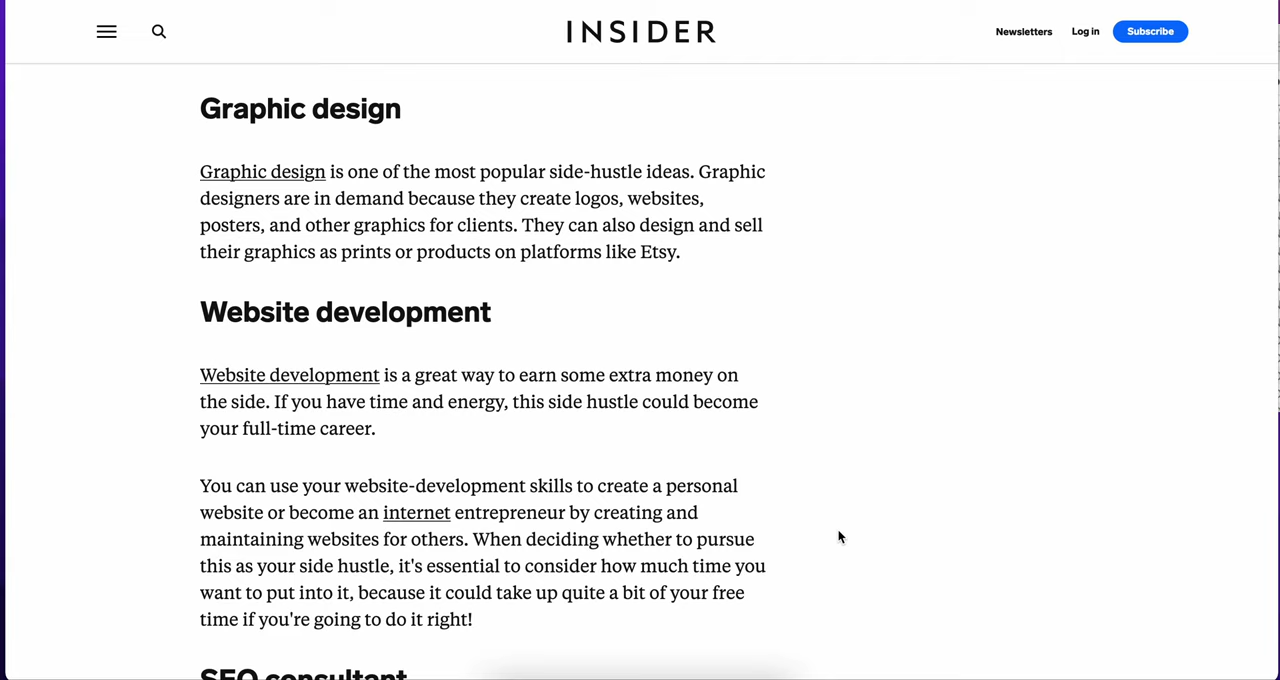 INSIDER
Newsletters
Log in
Subscribe
Graphic design
Graphic design is one of the most popular side-hustle ideas. Graphic
designers are in demand because they create logos, websites,
posters, and other graphics for clients. They can also design and sell
their graphics as prints or products on platforms like Etsy.
Website development
Website development is a great way to earn some extra money on
the side. If you have time and energy, this side hustle could become
your full-time career.
You can use your website-development skills to create a personal
website or become an internet entrepreneur by creating and
maintaining websites for others. When deciding whether to pursue
this as your side hustle, it's essential to consider how much time you
want to put into it, because it could take up quite a bit of your free
time if you're going to do it right!
SEO consultant